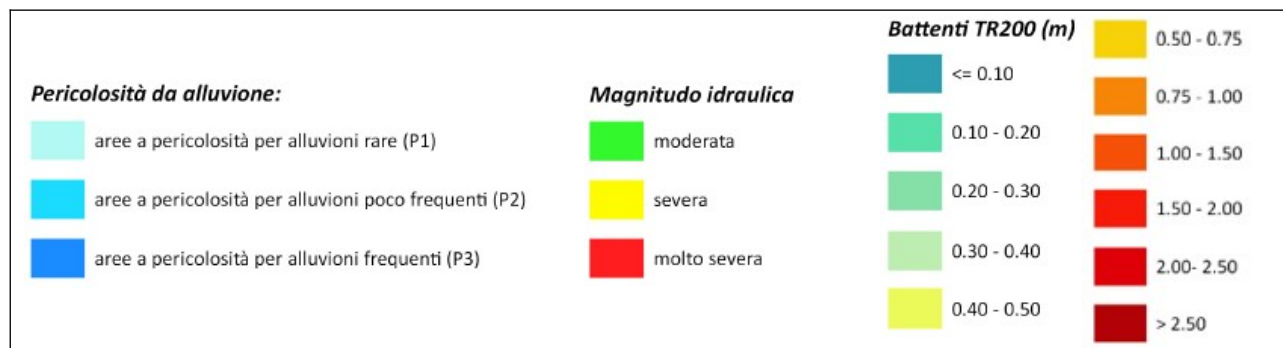 Pericolosità da alluvione:
aree a pericolosità per alluvioni rare (P1)
aree a pericolosità per alluvioni poco frequenti (P2)
aree a pericolosità per alluvioni frequenti (P3)
Magnitudo idraulica
moderata
severa
molto severa
Battenti TR200 (m)
<= 0.10
0.10 - 0.20
0.20 - 0.30
0.30 - 0.40
0.40 - 0.50
0.50 - 0.75
0.75 - 1.00
1.00 - 1.50
1.50 - 2.00
2.00- 2.50
> 2.50